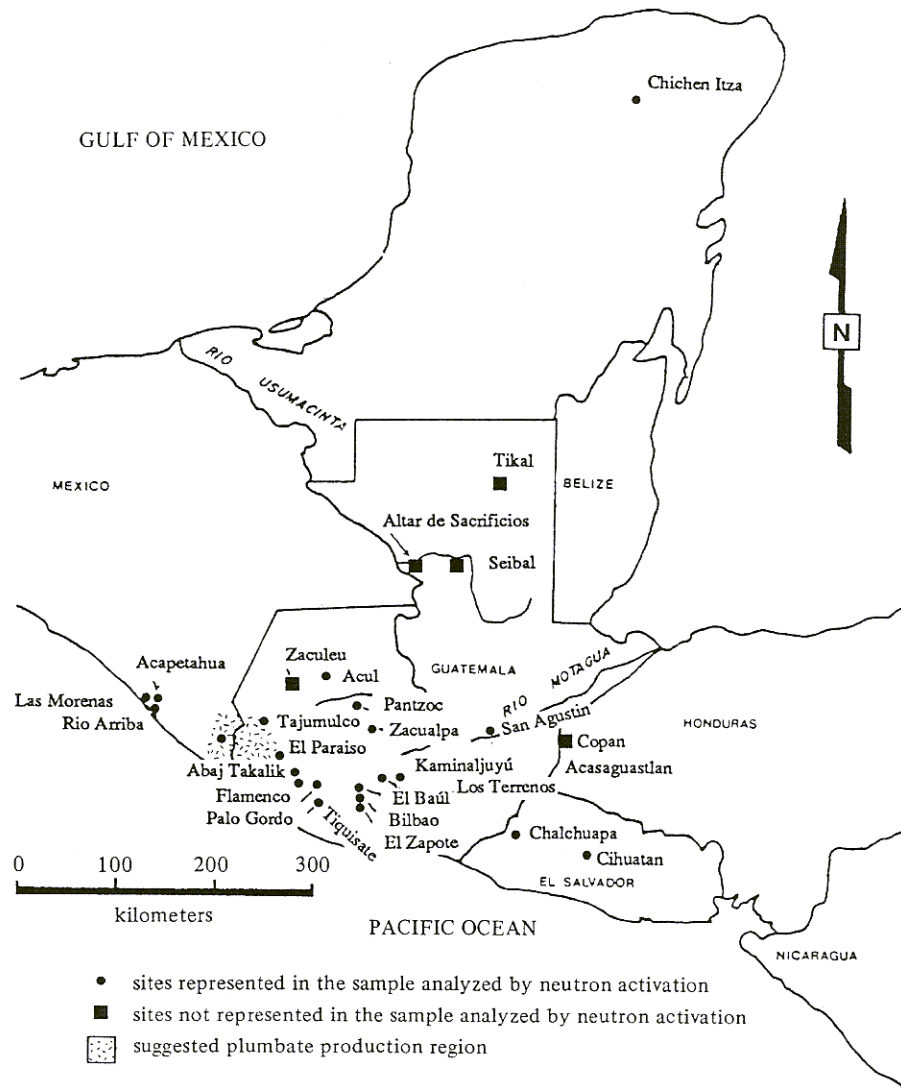 Chichen Itza
GULF OF MEXICO
N
RIO
USUMACINTA
Tikal
MEXICO
BELIZE
Altar de Sacrificios
Seibal
Zaculeu
Acapetahua
Acul
GUATEMALA
RIO MOTAGUA
Las Morenas
Pantzoc
Rio Arriba
Tajumulco
Zacualpa
San Agustin
HONDURAS
El Paraiso
Copan
Abaj Takalik
Kaminaljuyú
Acasaguastlan
Flamenco
El Baúl
Los Terrenos
Palo Gordo
Tiquisate
Bilbao
El Zapote
Chalchuapa
Cihuatan
EL SALVADOR
0 100 200 300
kilometers
PACIFIC OCEAN
NICARAGUA
sites represented in the sample analyzed by neutron activation
sites not represented in the sample analyzed by neutron activation
suggested plumbate production region